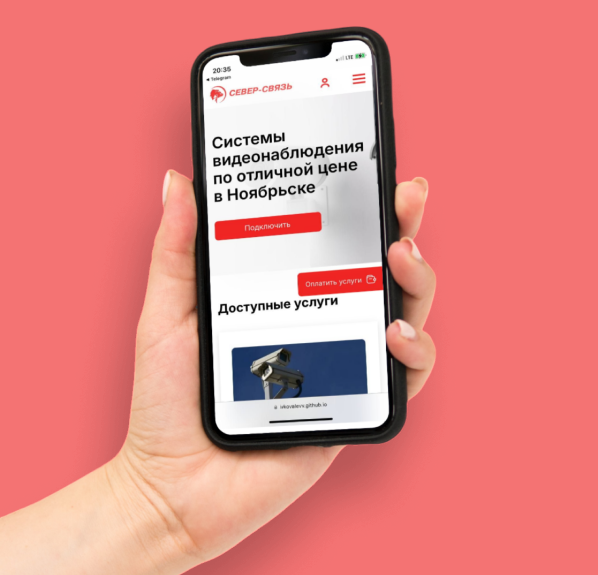 20:35
LTE
Telegram
СЕВЕР-СВЯЗЬ
Системы
видеонаблюдения
по отличной цене
в Ноябрьске
Подключить
Оплатить услуги
Доступные услуги
ivkovalevv.github.io